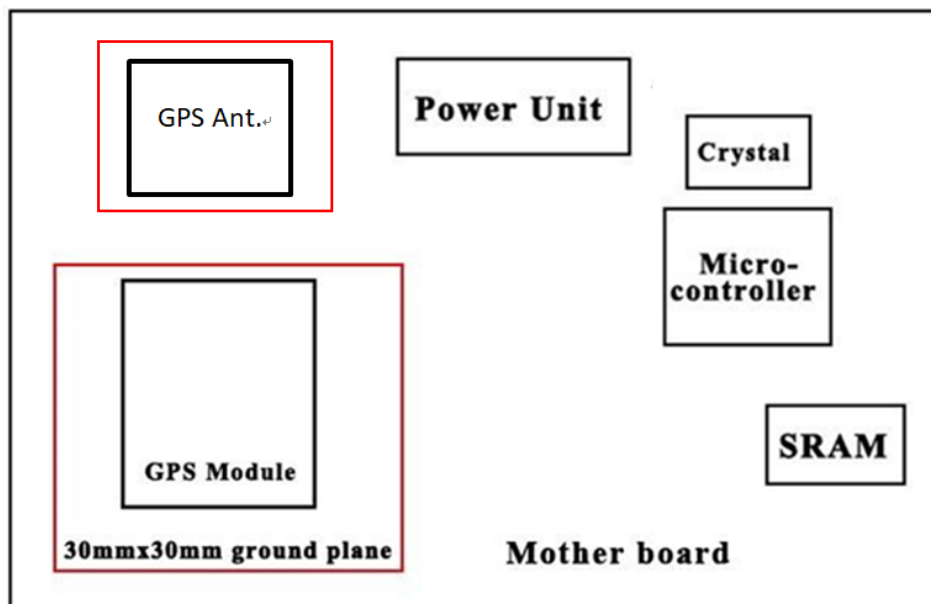 GPS Ant.↵
Power Unit
Crystal
Micro-
controller
GPS Module
SRAM
30mmx30mm ground plane
Mother board